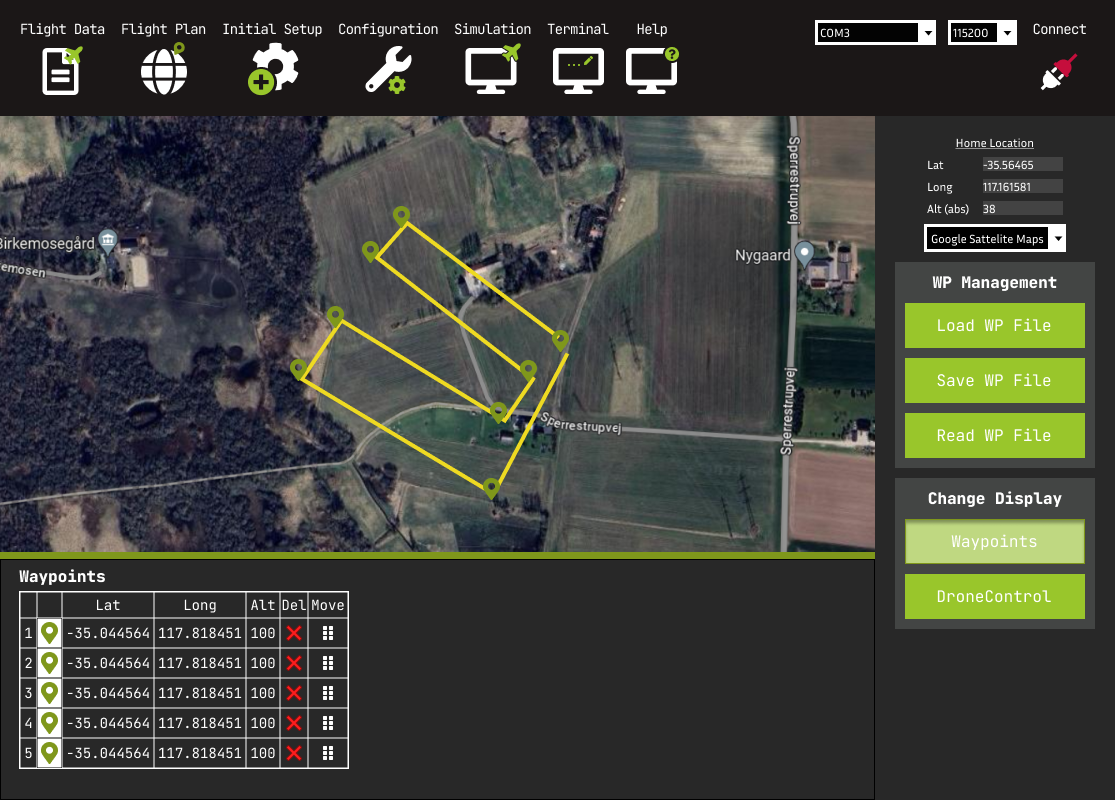 Flight Data Flight Plan Initial Setup Configuration Simulation Terminal Help COM3 115200 Connect
Birkemosegård
emosen
Sperrestrupvej
Nygaard
Sperrestrupvej
Sperrestrupvej
Home Location
Lat -35.56465
Long 117.161581
Alt (abs) 38
Google Sattelite Maps
WP Management
Load WP File
Save WP File
Read WP File
Change Display
Waypoints
DroneControl
Waypoints
Lat Long Alt Del Move
1 -35.044564 117.818451 100
2 -35.044564 117.818451 100
3 -35.044564 117.818451 100
4 -35.044564 117.818451 100
5 -35.044564 117.818451 100